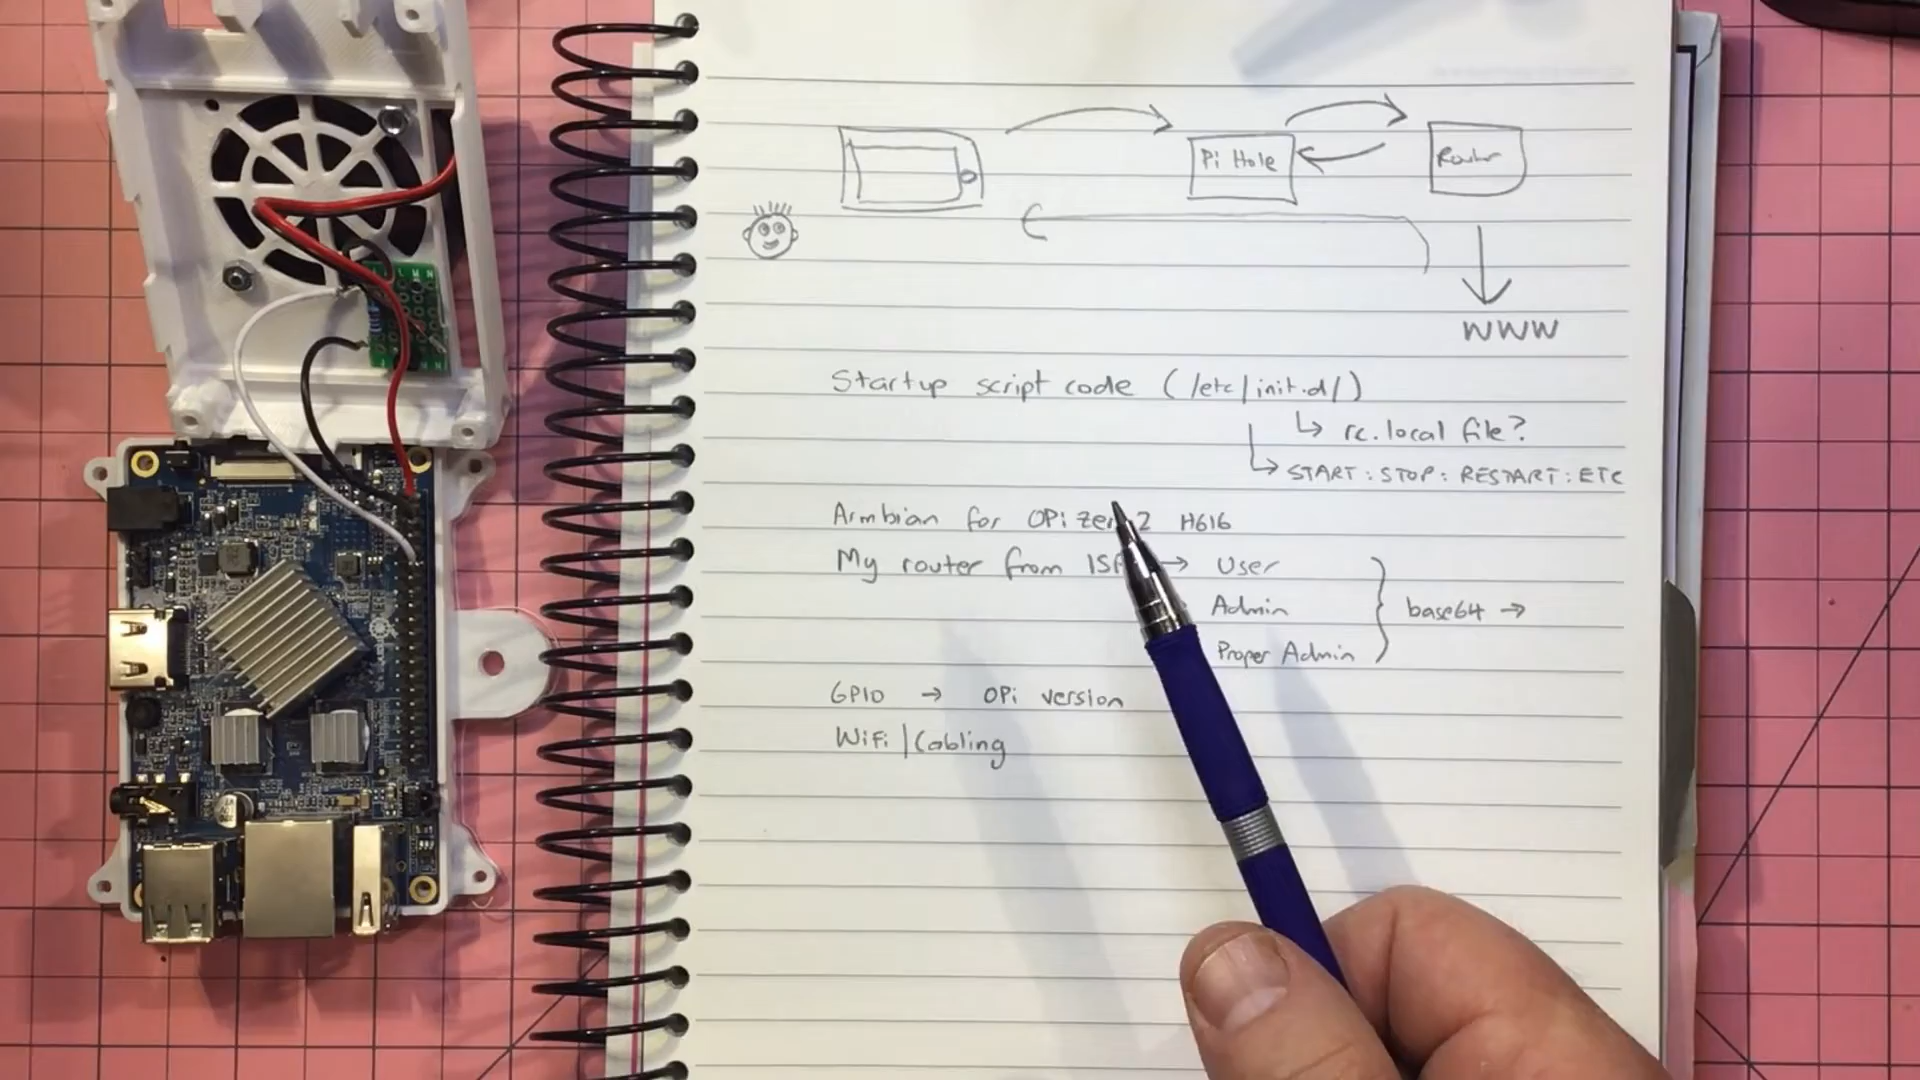 Pi Hole
Router
WWW
Startup script code (/etc/init.d/)
↳ rc.local file?
↳ START : STOP : RESTART : ETC
Armbian for OPi Zero 2 H616
My router from ISP → User
Admin
Proper Admin
base64 →
GPIO → OPi version
WiFi | Cabling